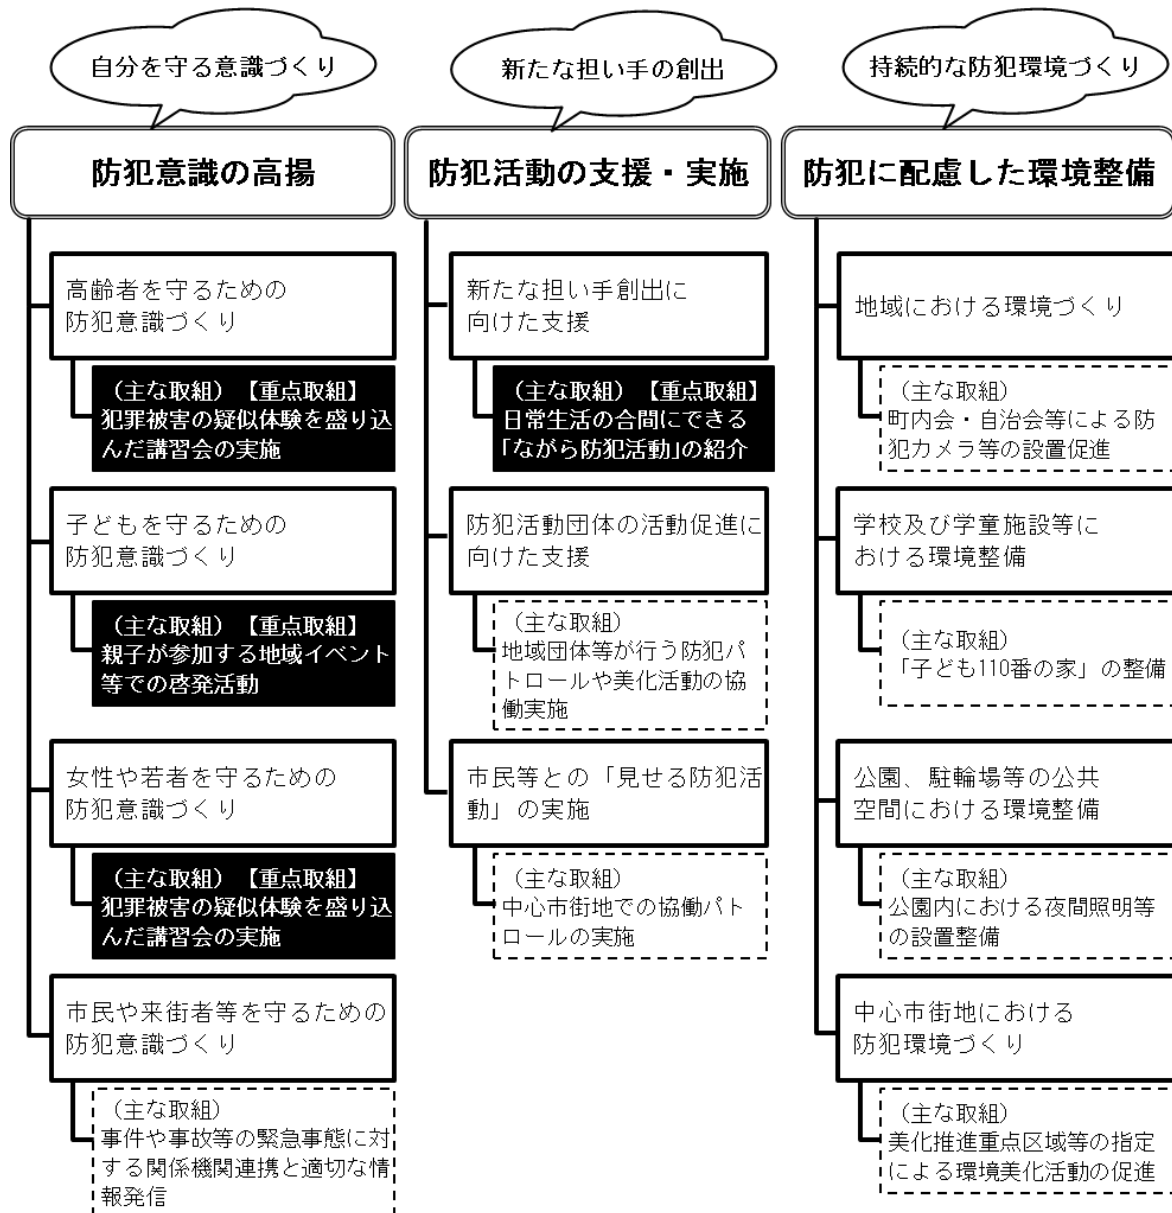 自分を守る意識づくり
防犯意識の高揚
高齢者を守るための
防犯意識づくり
（主な取組）【重点取組】
犯罪被害の疑似体験を盛り込
んだ講習会の実施
子どもを守るための
防犯意識づくり
（主な取組）【重点取組】
親子が参加する地域イベント
等での啓発活動
女性や若者を守るための
防犯意識づくり
（主な取組）【重点取組】
犯罪被害の疑似体験を盛り込
んだ講習会の実施
市民や来街者等を守るための
防犯意識づくり
（主な取組）
事件や事故等の緊急事態に対
する関係機関連携と適切な情
報発信
新たな担い手の創出
防犯活動の支援・実施
新たな担い手創出に
向けた支援
（主な取組）【重点取組】
日常生活の合間にできる
「ながら防犯活動」の紹介
防犯活動団体の活動促進に
向けた支援
（主な取組）
地域団体等が行う防犯パ
トロールや美化活動の協
働実施
市民等との「見せる防犯活
動」の実施
（主な取組）
中心市街地での協働パト
ロールの実施
持続的な防犯環境づくり
防犯に配慮した環境整備
地域における環境づくり
（主な取組）
町内会・自治会等による防
犯カメラ等の設置促進
学校及び学童施設等に
おける環境整備
（主な取組）
「子ども110番の家」の整備
公園、駐輪場等の公共
空間における環境整備
（主な取組）
公園内における夜間照明等
の設置整備
中心市街地における
防犯環境づくり
（主な取組）
美化推進重点区域等の指定
による環境美化活動の促進